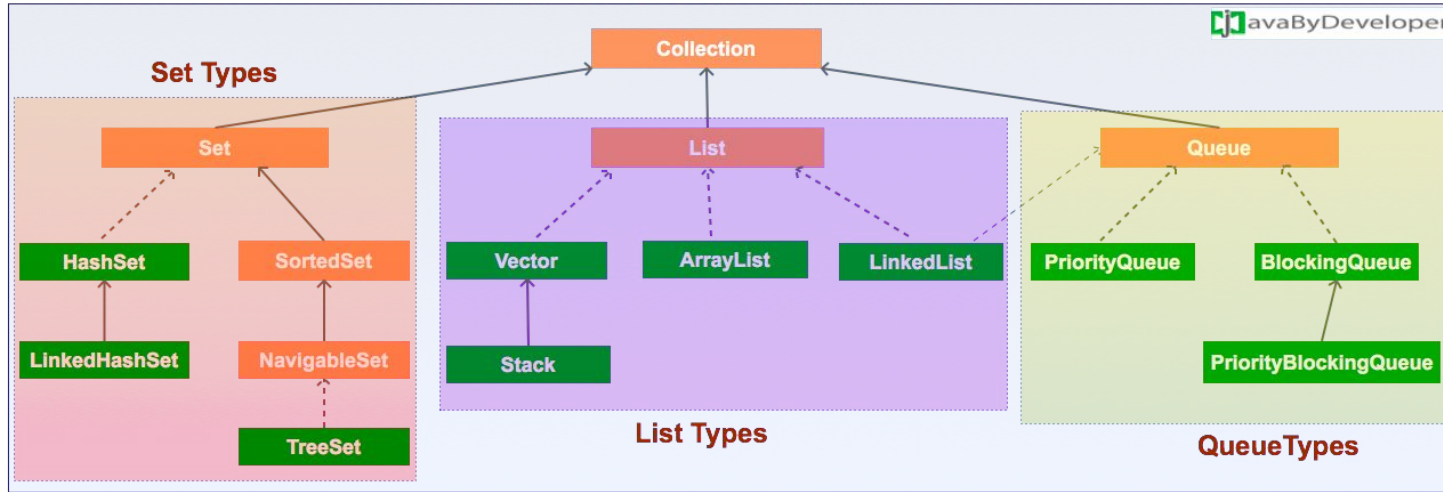 avaByDeveloper
Collection
Set Types
Set
List
Queue
HashSet
SortedSet
Vector
ArrayList
LinkedList
PriorityQueue
BlockingQueue
LinkedHashSet
NavigableSet
Stack
PriorityBlockingQueue
TreeSet
List Types
QueueTypes